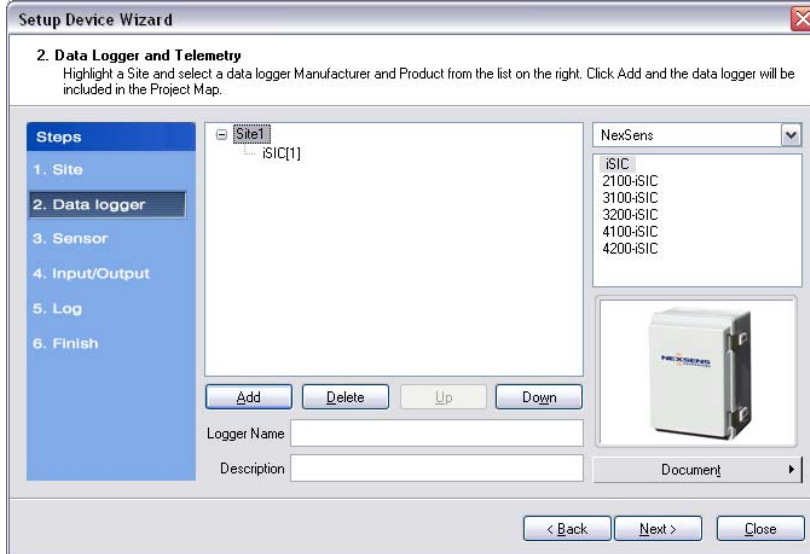 Setup Device Wizard
2. Data Logger and Telemetry
Highlight a Site and select a data logger Manufacturer and Product from the list on the right. Click Add and the data logger will be
included in the Project Map.
Steps
1. Site
2. Data logger
3. Sensor
4. Input/Output
5. Log
6. Finish
Site1
iSIC[1]
Add
Delete
Up
Down
Logger Name
Description
NexSens
iSIC
2100-iSIC
3100-iSIC
3200-iSIC
4100-iSIC
4200-iSIC
NEXSENS
Document
< Back
Next >
Close